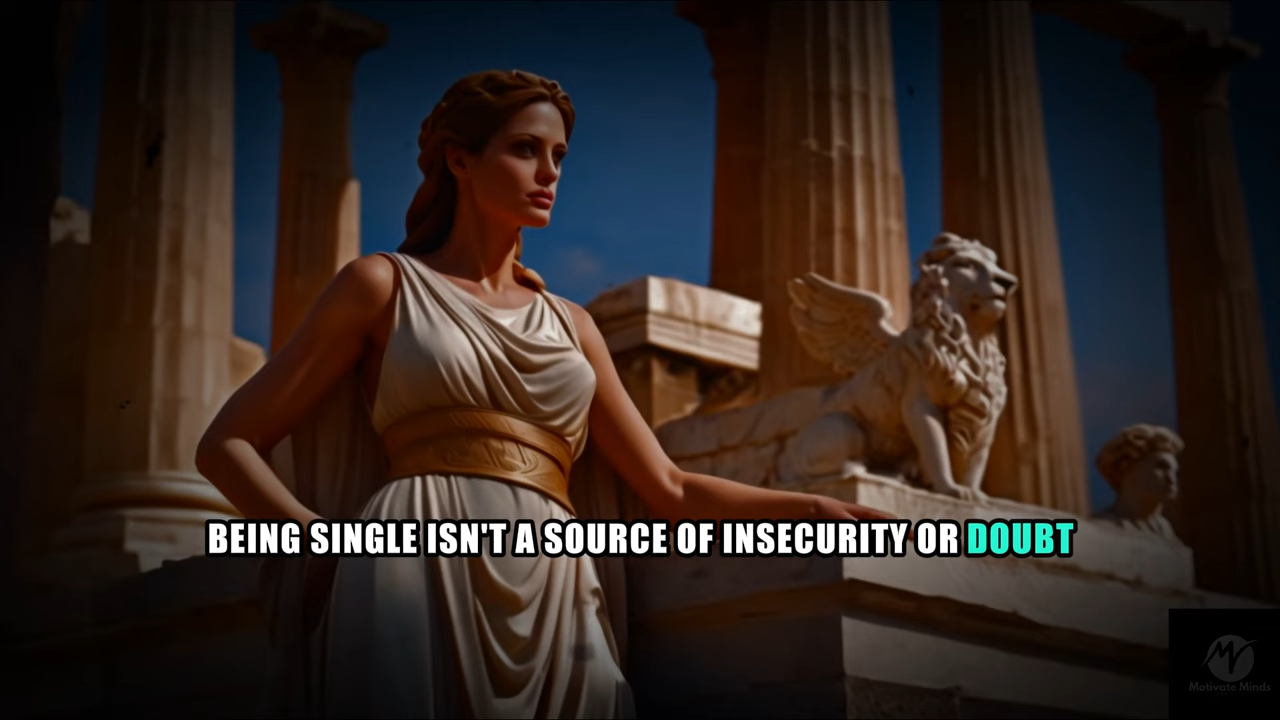 BEING SINGLE ISN'T A SOURCE OF INSECURITY OR DOUBT
Motivate Minds